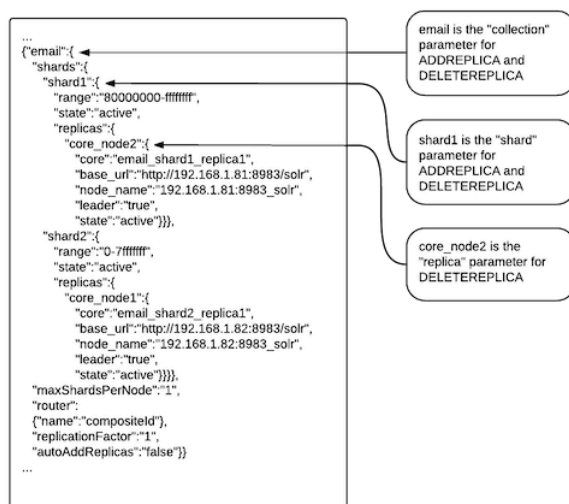 ...
{"email":{
"shards":{
"shard1":{
"range":"80000000-ffffffff",
"state":"active",
"replicas":{
"core_node2":{
"core":"email_shard1_replica1",
"base_url":"http://192.168.1.81:8983/solr",
"node_name":"192.168.1.81:8983_solr",
"leader":"true",
"state":"active"}}},
"shard2":{
"range":"0-7fffffff",
"state":"active",
"replicas":{
"core_node1":{
"core":"email_shard2_replica1",
"base_url":"http://192.168.1.82:8983/solr",
"node_name":"192.168.1.82:8983_solr",
"leader":"true",
"state":"active"}}}},
"maxShardsPerNode":"1",
"router":
{"name":"compositeId"},
"replicationFactor":"1",
"autoAddReplicas":"false"}}
...
email is the "collection"
parameter for
ADDREPLICA and
DELETEREPLICA
shard1 is the "shard"
parameter for
ADDREPLICA and
DELETEREPLICA
core_node2 is the
"replica" parameter for
DELETEREPLICA